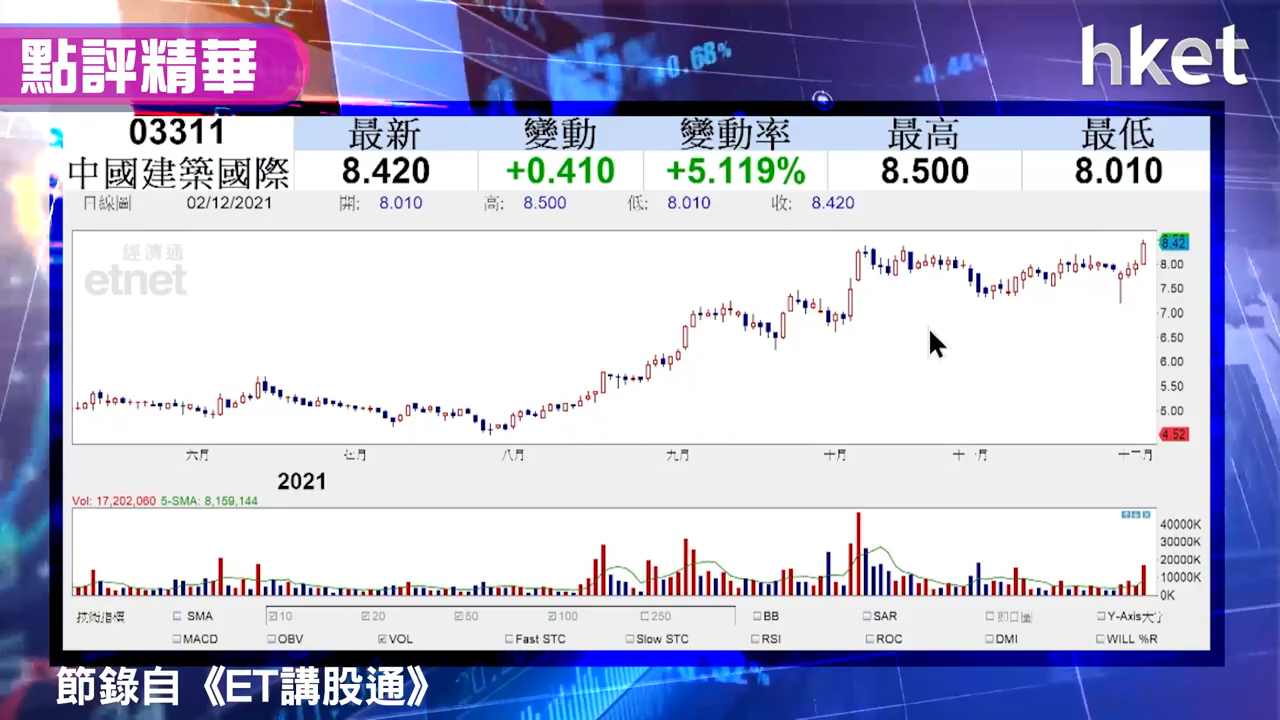 點評精華
hket
03311 最新 變動 變動率 最高 最低
中國建築國際 8.420 +0.410 +5.119% 8.500 8.010
日線圖 02/12/2021 開: 8.010 高: 8.500 低: 8.010 收: 8.420
經濟通
etnet
8.42
8.00
7.50
7.00
6.50
6.00
5.50
5.00
4.52
六月 七月 八月 九月 十月 十一月 十二月
2021
Vol: 17,202,060 5-SMA: 8,159,144
40000K
30000K
20000K
10000K
0K
技術指標 SMA 10 20 50 100 250 BB SAR Y-Axis大字
MACD OBV VOL Fast STC Slow STC RSI ROC DMI WILL %R
節錄自《ET講股通》